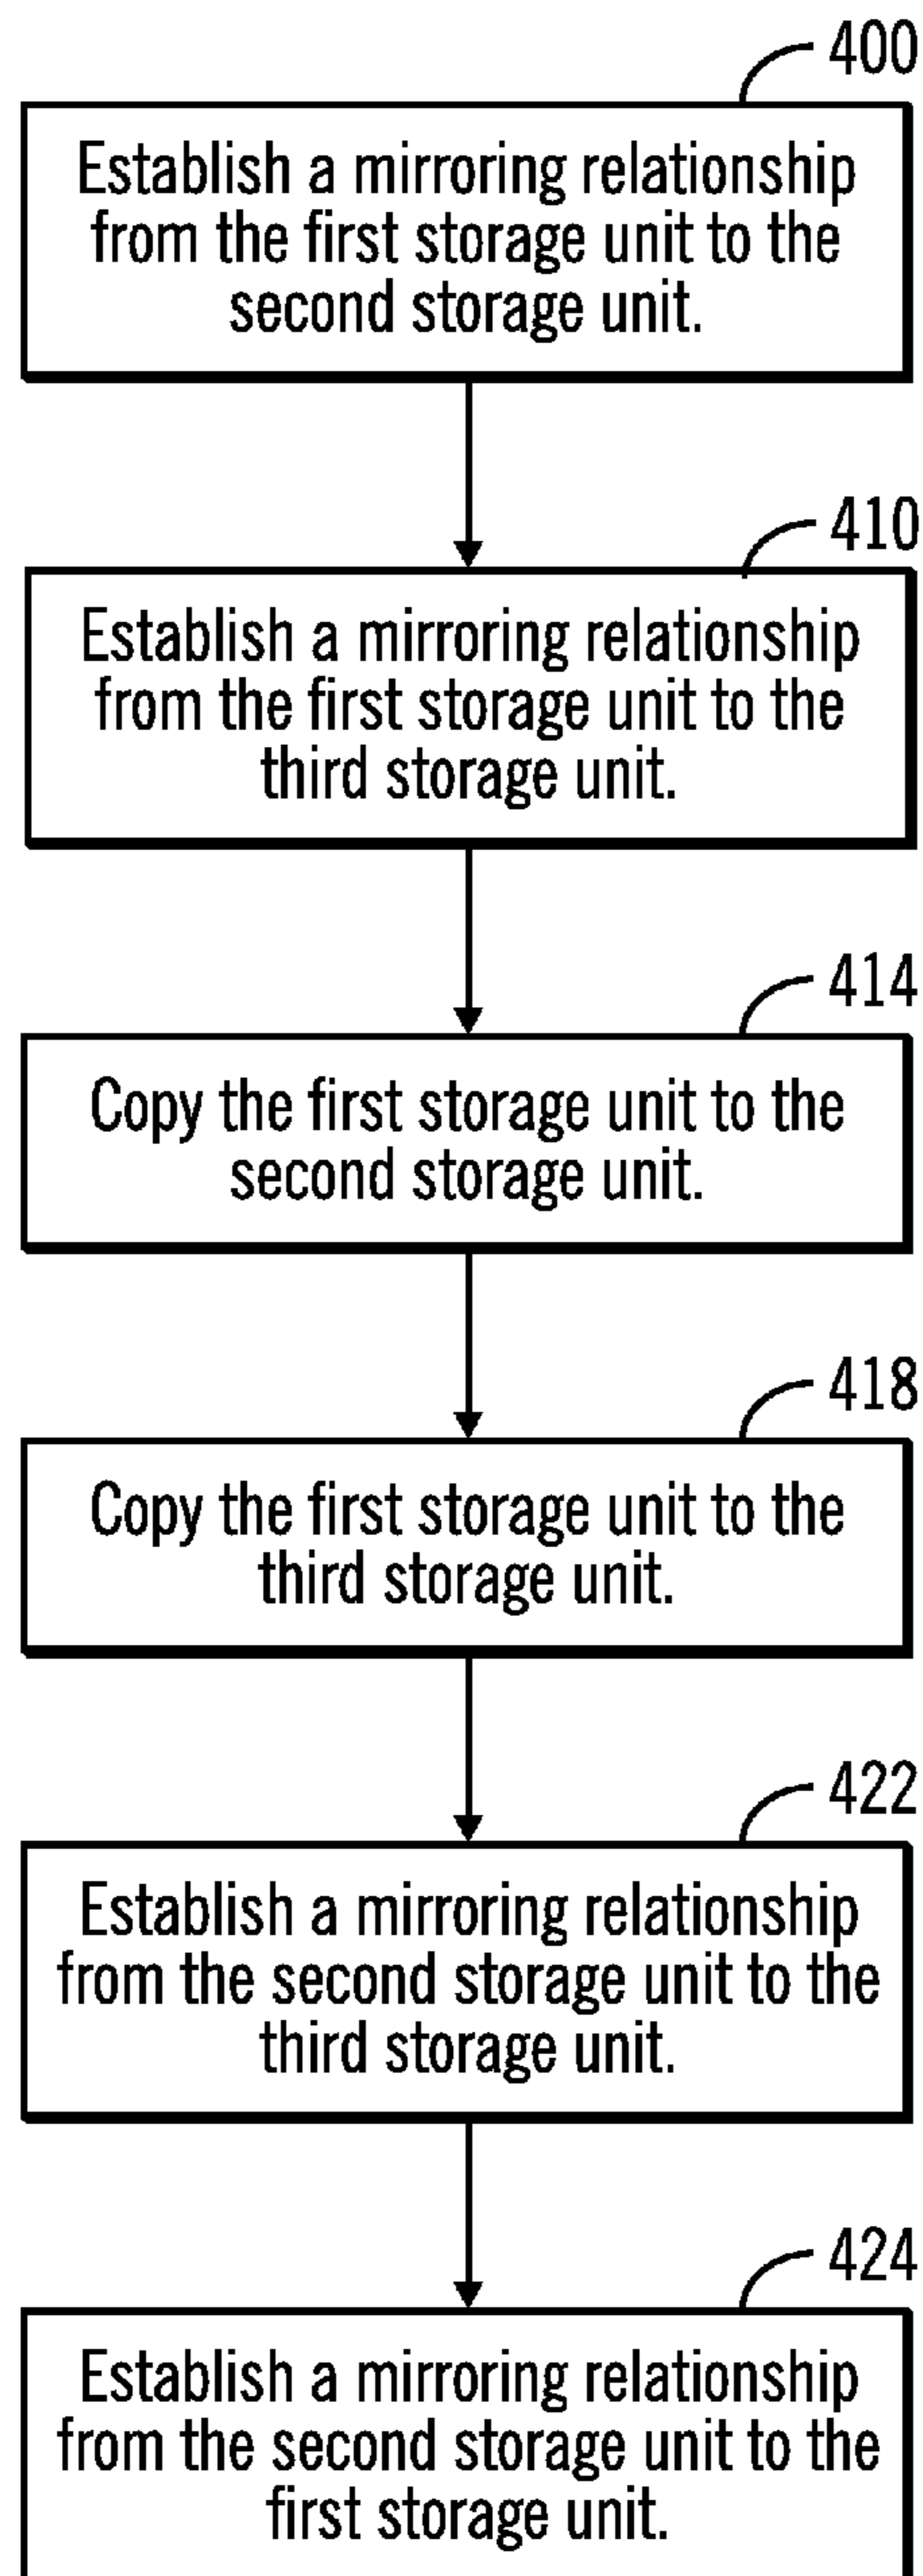 400
Establish a mirroring relationship
from the first storage unit to the
second storage unit.
410
Establish a mirroring relationship
from the first storage unit to the
third storage unit.
414
Copy the first storage unit to the
second storage unit.
418
Copy the first storage unit to the
third storage unit.
422
Establish a mirroring relationship
from the second storage unit to the
third storage unit.
424
Establish a mirroring relationship
from the second storage unit to the
first storage unit.